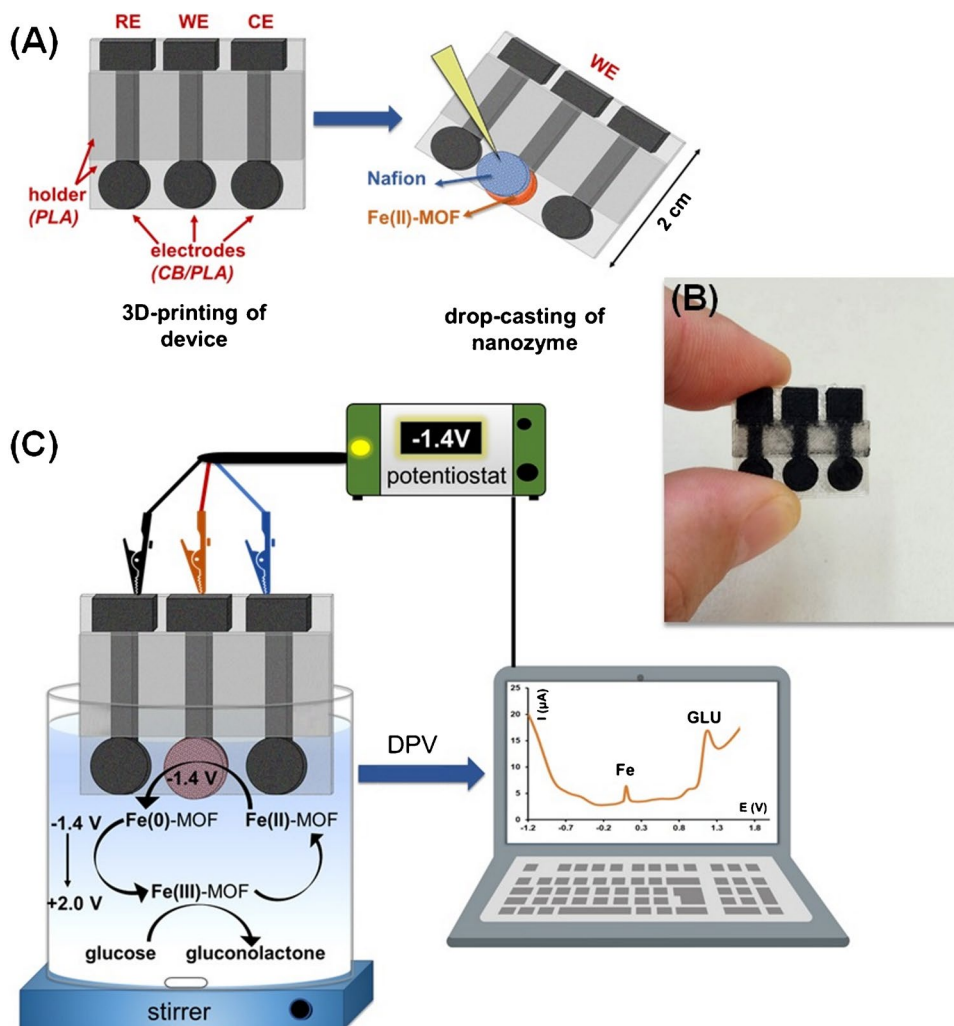 (A)
RE WE CE
holder
(PLA)
electrodes
(CB/PLA)
3D-printing of
device
WE
Nafion
Fe(II)-MOF
2 cm
drop-casting of
nanozyme
(B)
(C)
-1.4V
potentiostat
-1.4 V
Fe(0)-MOF Fe(II)-MOF
-1.4 V
+2.0 V
Fe(III)-MOF
glucose gluconolactone
stirrer
DPV
I (μA)
25
20
15
10
5
0
Fe
GLU
E (V)
-1.2 -0.7 -0.2 0.3 0.8 1.3 1.8